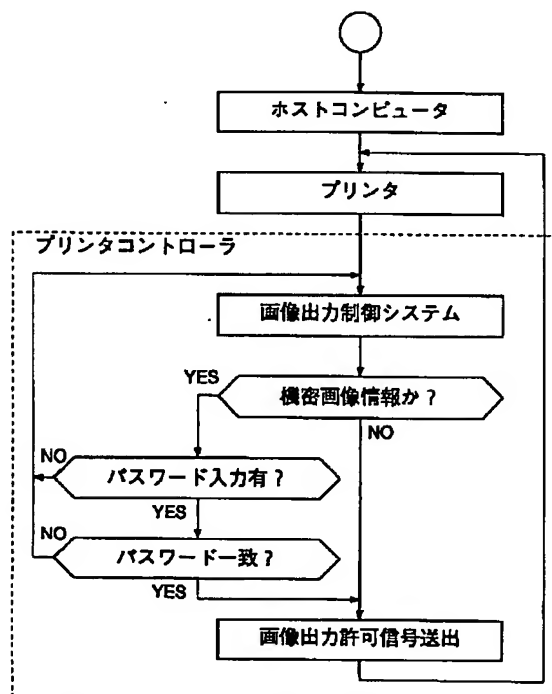 ホストコンピュータ
プリンタ
プリンタコントローラ
画像出力制御システム
YES
機密画像情報か？
NO
NO
パスワード入力有？
YES
NO
パスワード一致？
YES
画像出力許可信号送出